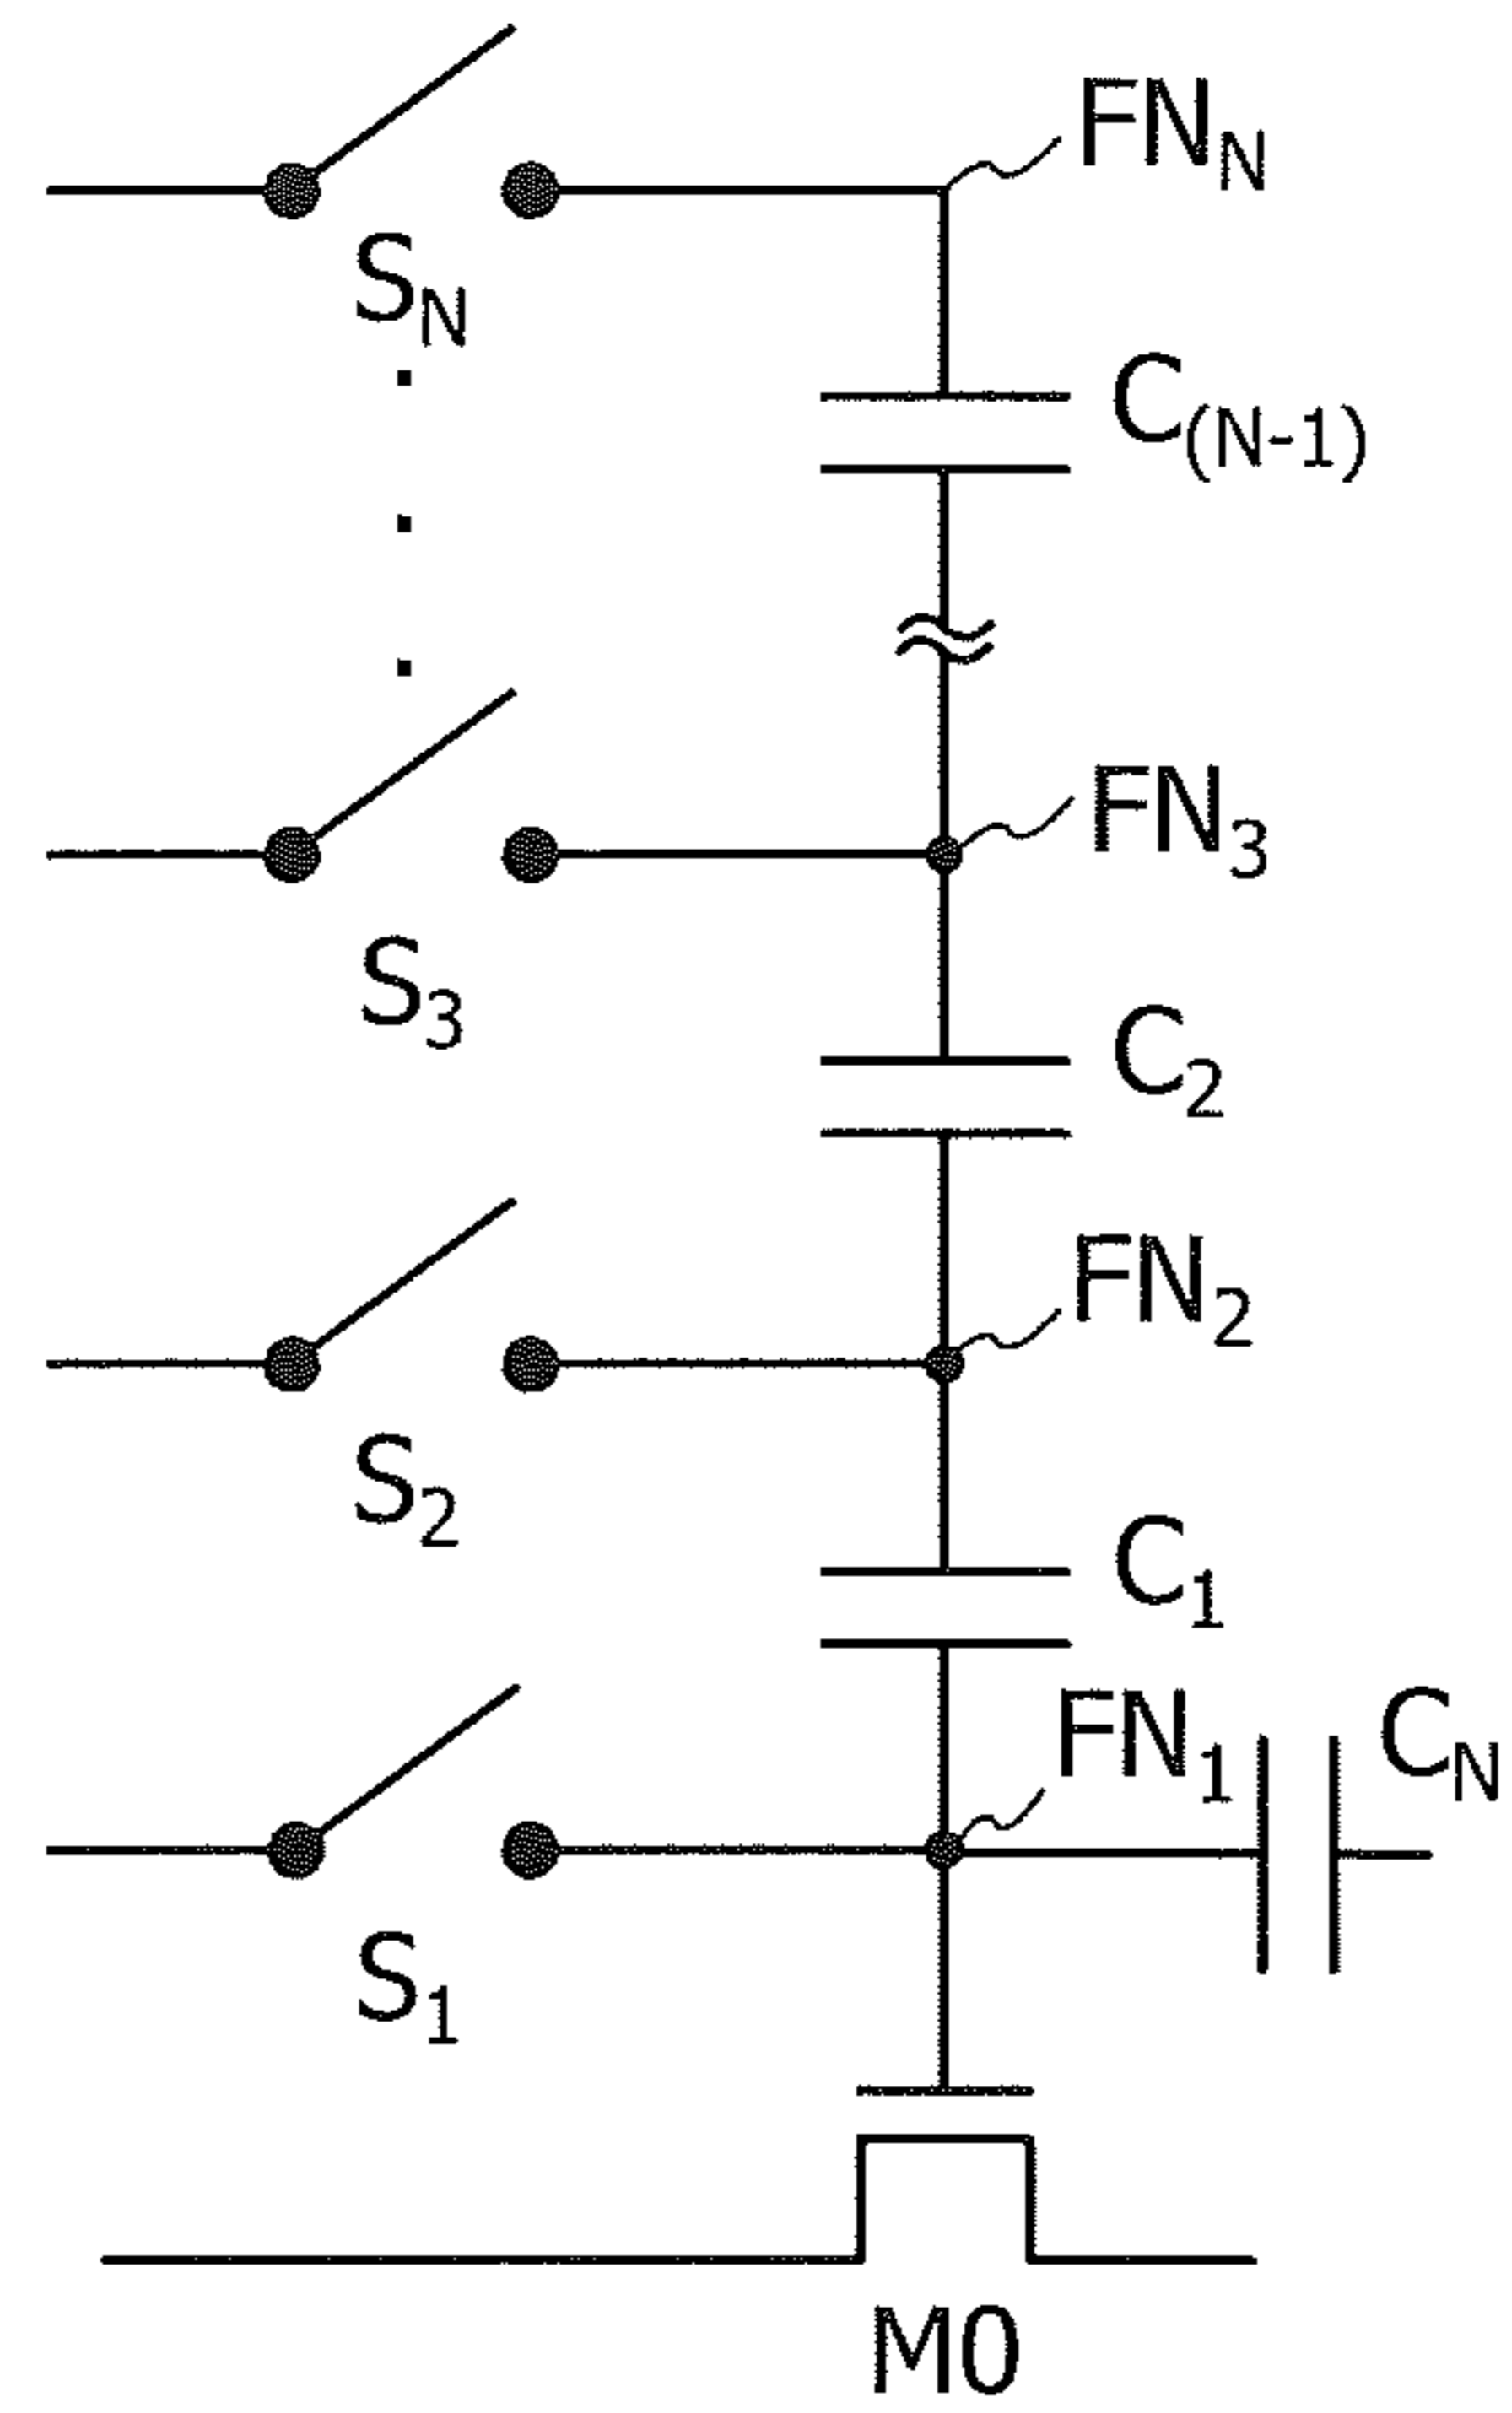 FN_N
S_N
C_(N-1)
FN_3
S_3
C_2
FN_2
S_2
C_1
FN_1
C_N
S_1
M0